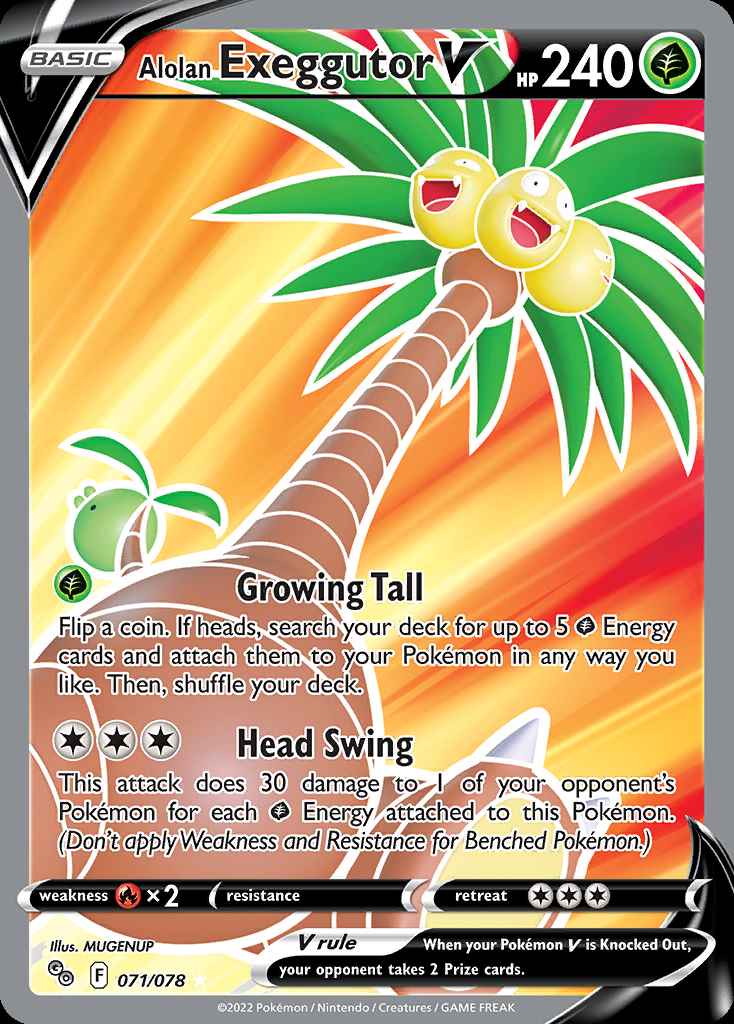 BASIC Alolan Exeggutor V HP 240
Growing Tall
Flip a coin. If heads, search your deck for up to 5 Energy
cards and attach them to your Pokémon in any way you
like. Then, shuffle your deck.
Head Swing
This attack does 30 damage to 1 of your opponent's
Pokémon for each Energy attached to this Pokémon.
(Don't apply Weakness and Resistance for Benched Pokémon.)
weakness ×2 resistance retreat
Illus. MUGENUP
V rule When your Pokémon V is Knocked Out,
your opponent takes 2 Prize cards.
GO F 071/078
©2022 Pokémon / Nintendo / Creatures / GAME FREAK